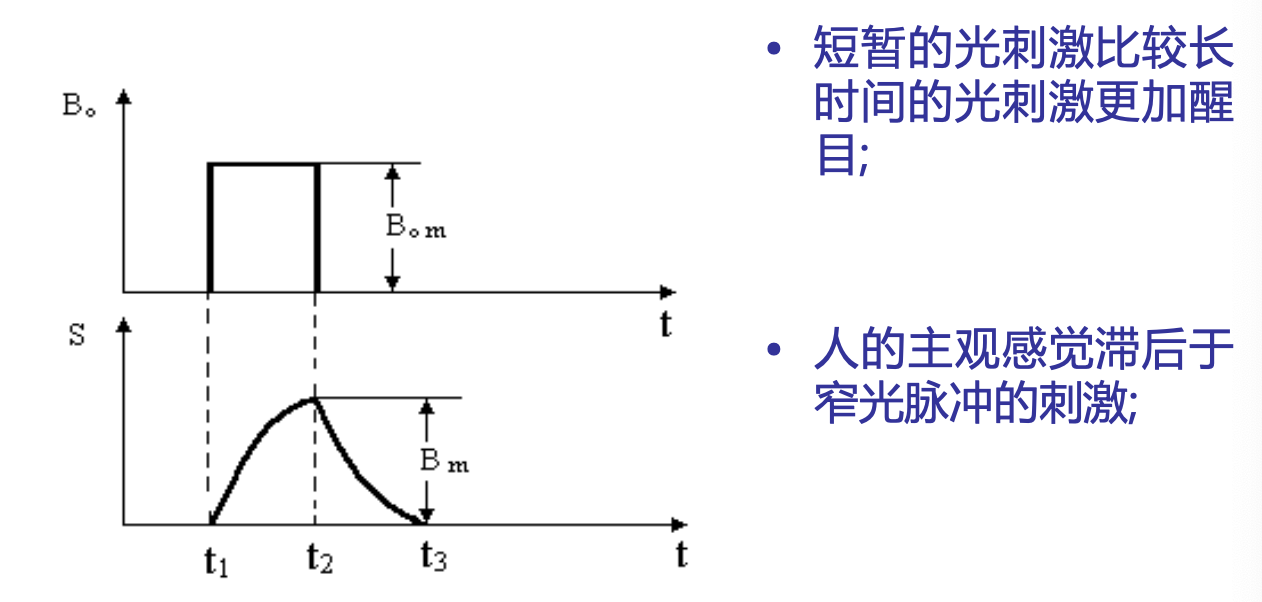 B₀
B₀ₘ
t
S
Bₘ
t₁ t₂ t₃ t
• 短暂的光刺激比较长
时间的光刺激更加醒
目;
• 人的主观感觉滞后于
窄光脉冲的刺激;